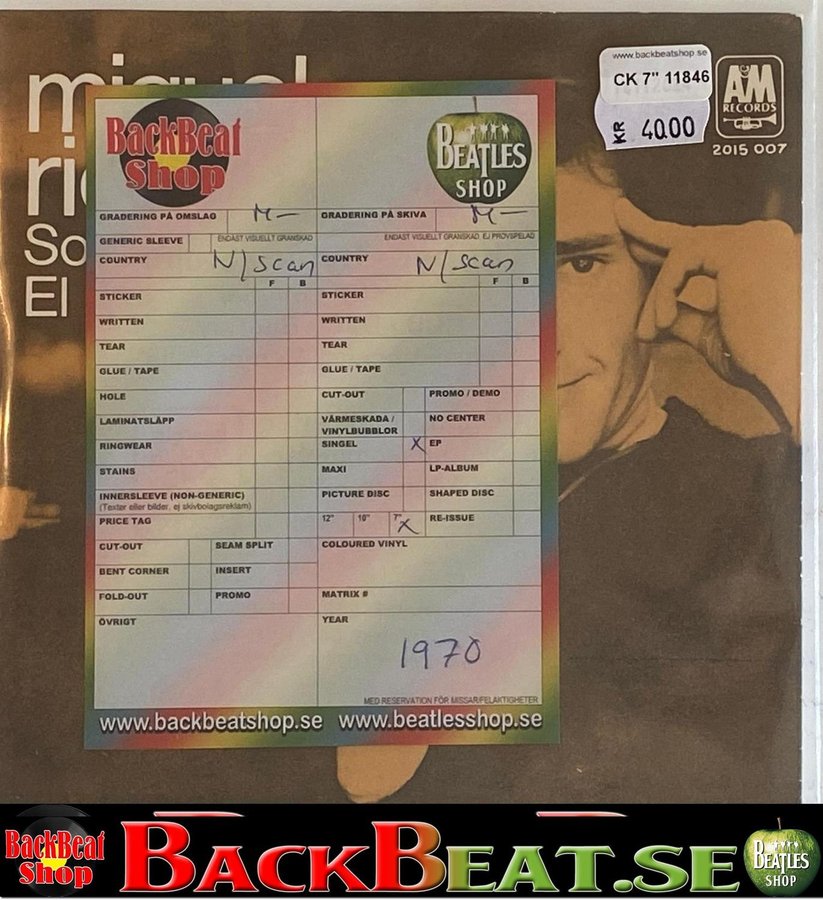 www.backbeatshop.se
CK 7" 11846
KR 40.00
A&M
RECORDS
2015 007
miguel
So
El
BackBeat
Shop
BEATLES
SHOP
GRADERING PÅ OMSLAG M- GRADERING PÅ SKIVA M-
GENERIC SLEEVE ENDAST VISUELLT GRANSKAD ENDAST VISUELLT GRANSKAD. EJ PROVSPELAD
COUNTRY N/Scan COUNTRY N/Scan
F B F B
STICKER STICKER
WRITTEN WRITTEN
TEAR TEAR
GLUE / TAPE GLUE / TAPE
HOLE CUT-OUT PROMO / DEMO
LAMINATSLÄPP VÄRMESKADA / NO CENTER
VINYLBUBBLOR
RINGWEAR SINGEL X EP
STAINS MAXI LP-ALBUM
INNERSLEEVE (NON-GENERIC) PICTURE DISC SHAPED DISC
(Texter eller bilder, ej skivbolagsreklam)
PRICE TAG 12" 10" 7" X RE-ISSUE
CUT-OUT SEAM SPLIT COLOURED VINYL
BENT CORNER INSERT
FOLD-OUT PROMO MATRIX #
ÖVRIGT YEAR
1970
MED RESERVATION FÖR MISSAR/FELAKTIGHETER
www.backbeatshop.se www.beatlesshop.se
BackBeat
Shop
BACKBEAT.SE
BEATLES
SHOP